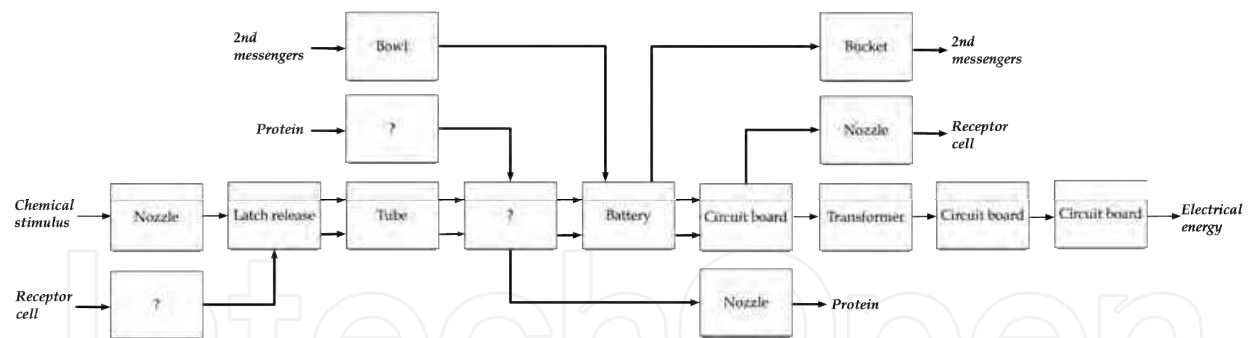 2nd
messengers
Bowl
Bucket
2nd
messengers
Protein
?
Nozzle
Receptor
cell
Chemical
stimulus
Nozzle
Latch release
Tube
?
Battery
Circuit board
Transformer
Circuit board
Circuit board
Electrical
energy
Receptor
cell
?
Nozzle
Protein
IntechOpen